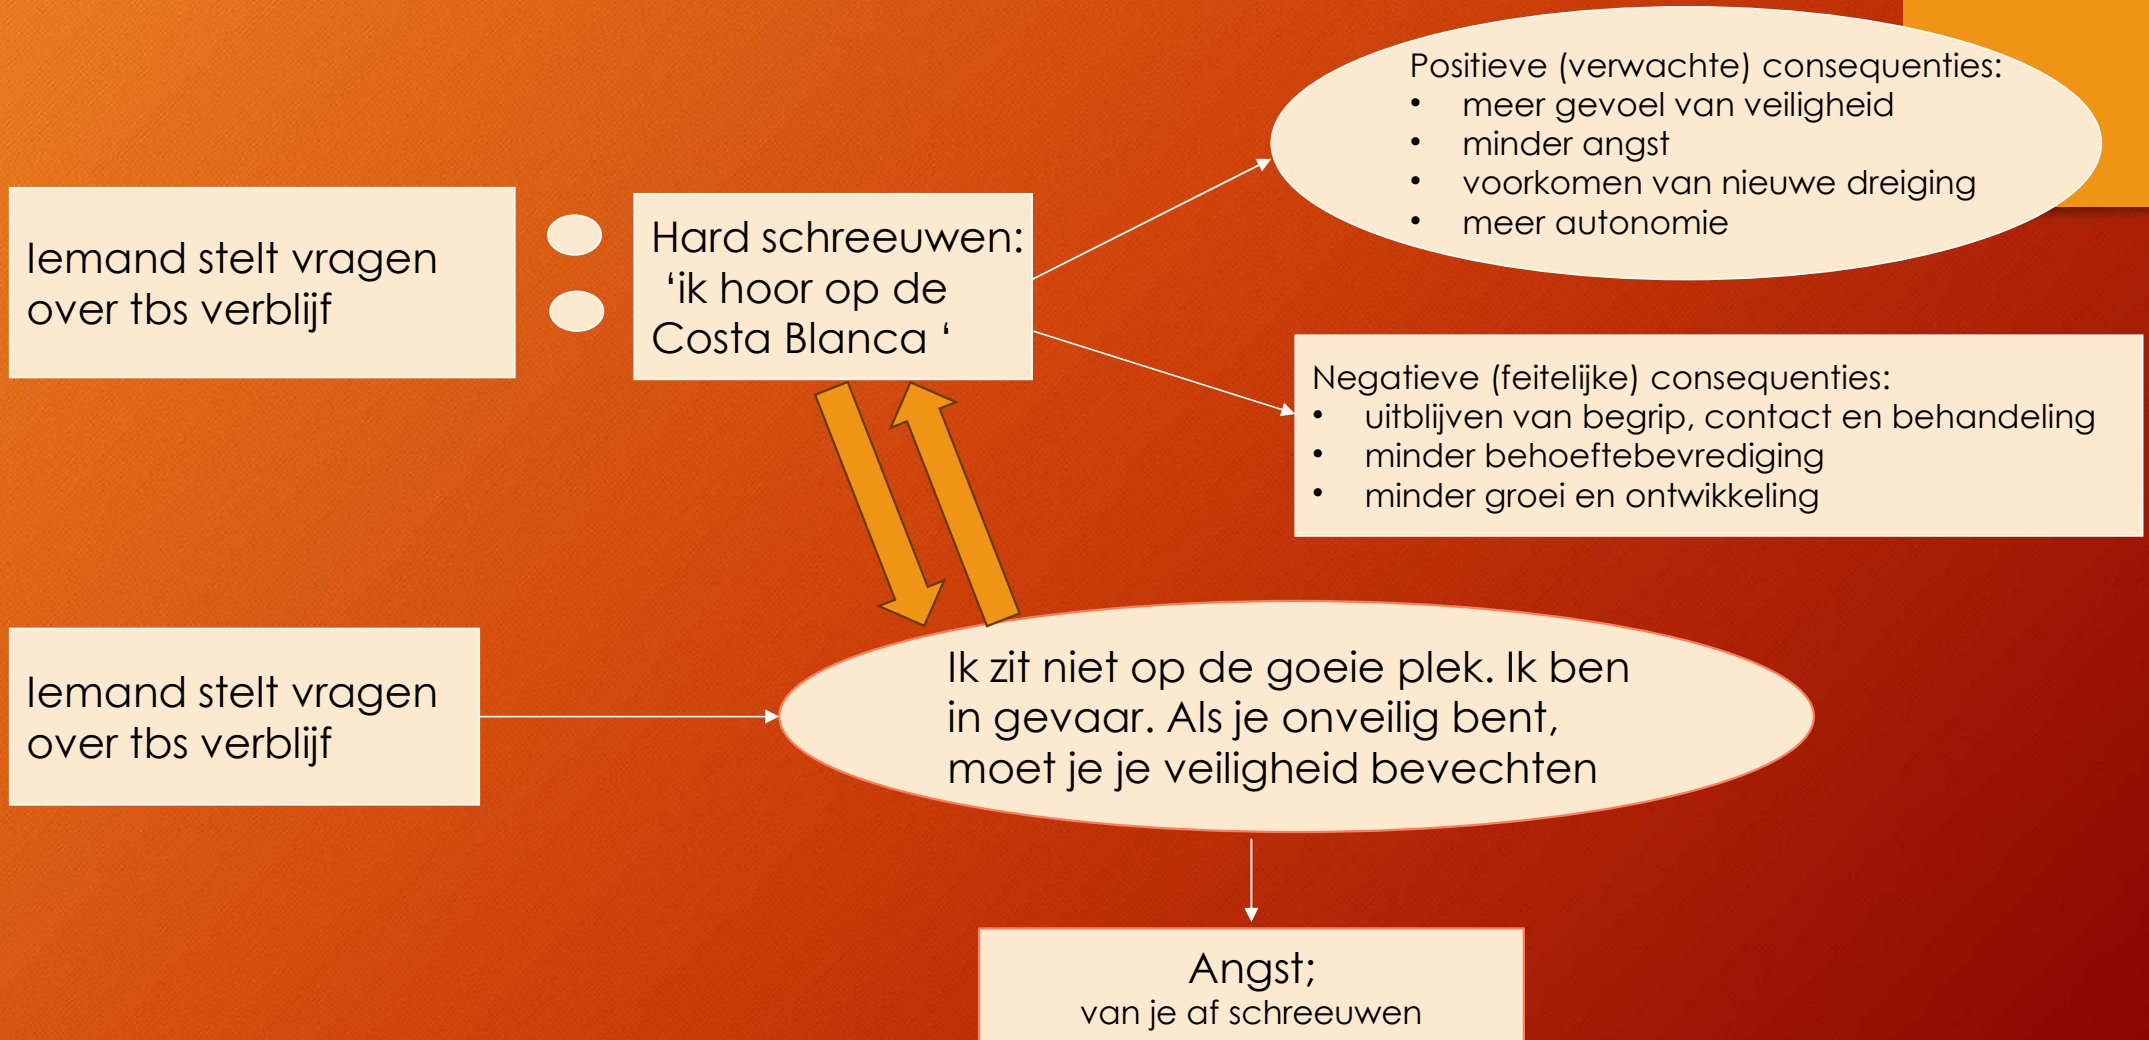 Positieve (verwachte) consequenties:
• meer gevoel van veiligheid
• minder angst
• voorkomen van nieuwe dreiging
• meer autonomie
Iemand stelt vragen
over tbs verblijf
Hard schreeuwen:
‘ik hoor op de
Costa Blanca ‘
Negatieve (feitelijke) consequenties:
• uitblijven van begrip, contact en behandeling
• minder behoeftebevrediging
• minder groei en ontwikkeling
Iemand stelt vragen
over tbs verblijf
Ik zit niet op de goeie plek. Ik ben
in gevaar. Als je onveilig bent,
moet je je veiligheid bevechten
Angst;
van je af schreeuwen